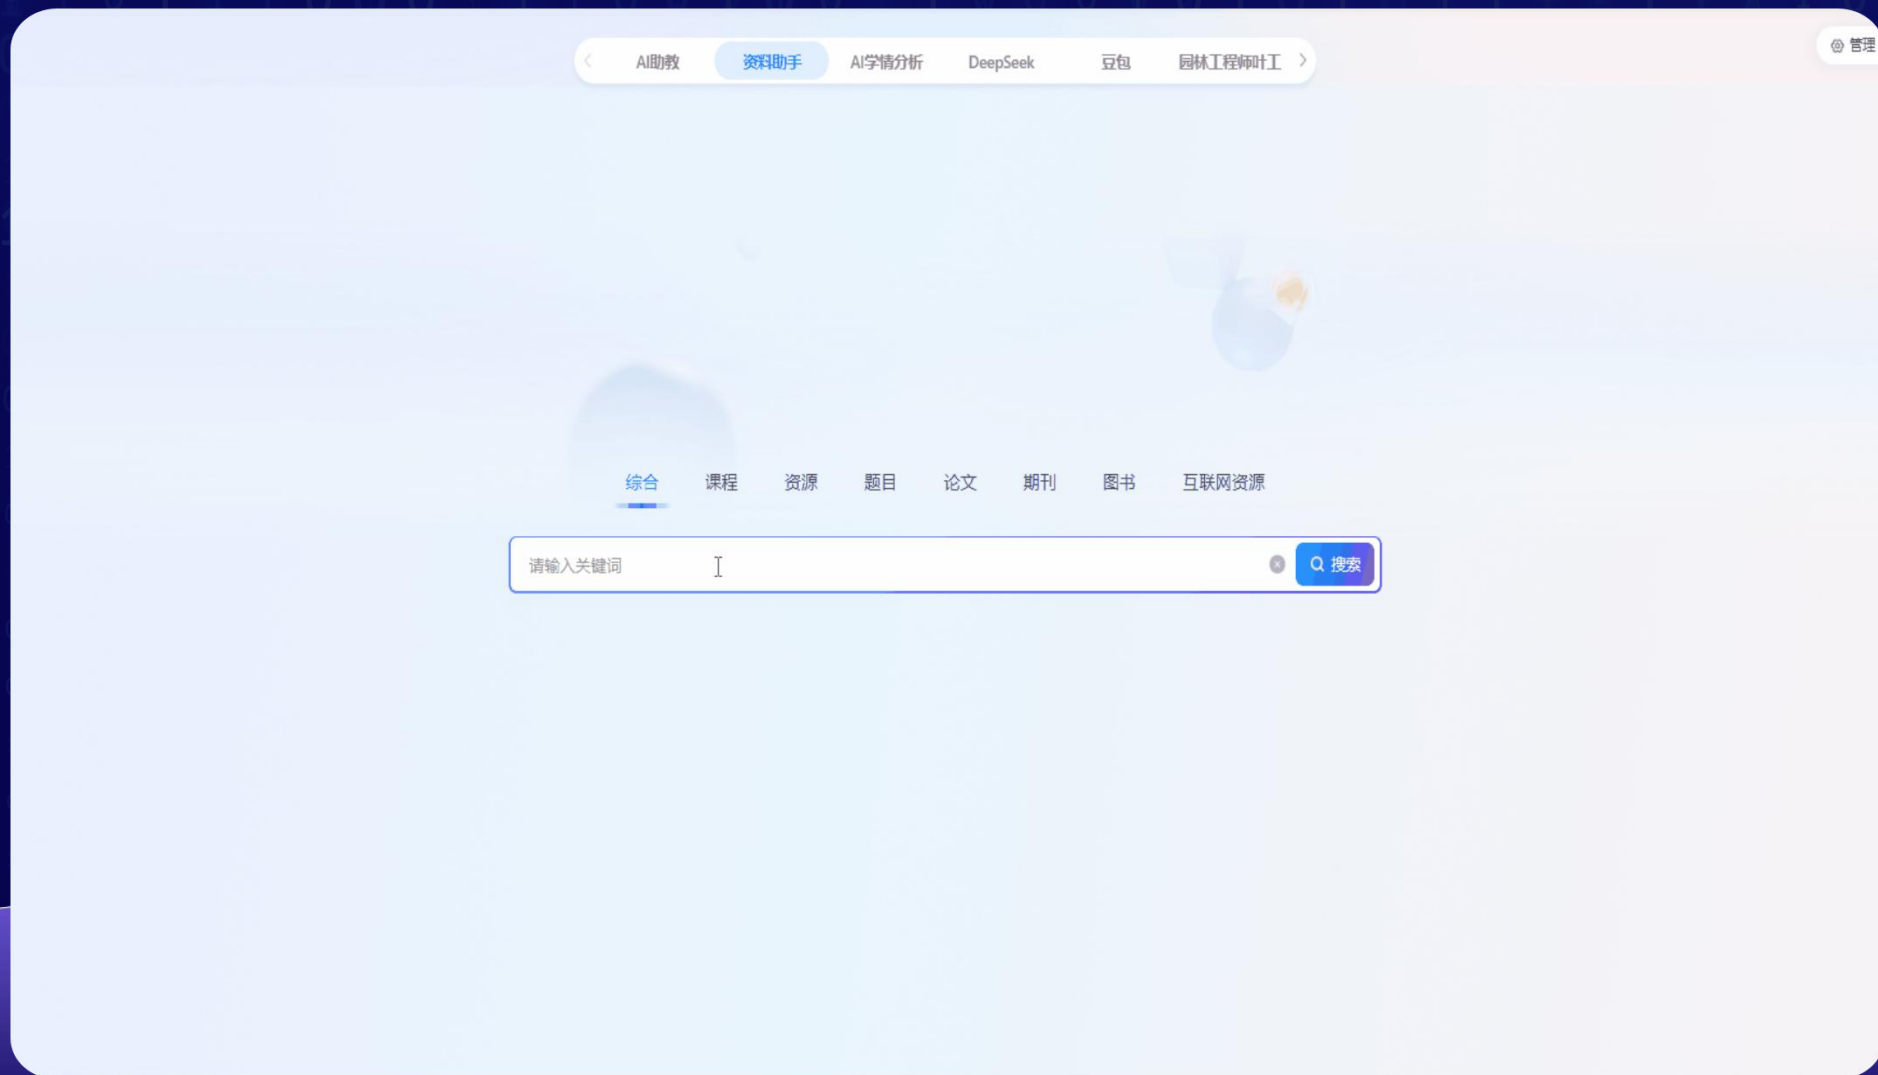 AI助教 资料助手 AI学情分析 DeepSeek 豆包 园林工程师叶工
管理
综合 课程 资源 题目 论文 期刊 图书 互联网资源
请输入关键词 搜索